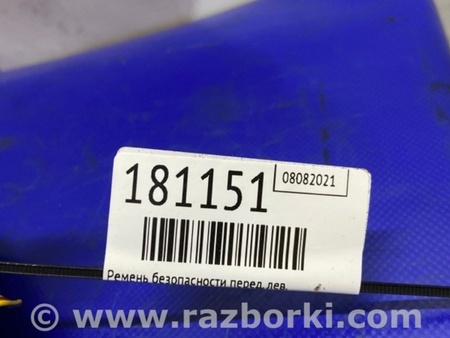 181151
08082021
Ремень безопасности перед. лев.
© www.razborki.com